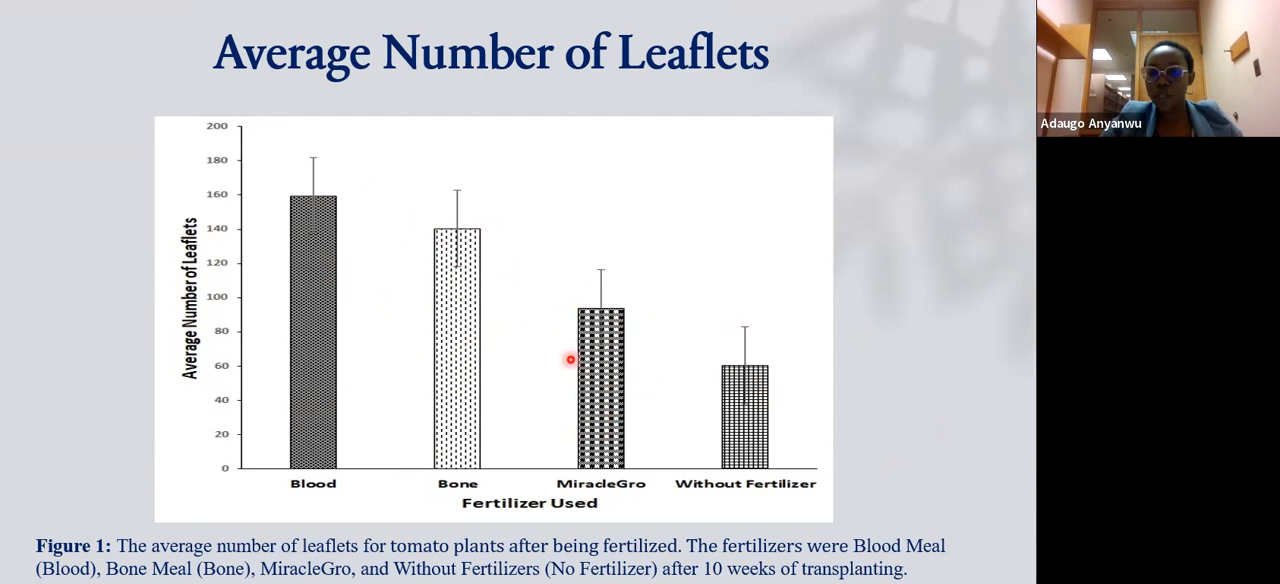 Average Number of Leaflets
Adaugo Anyanwu
Average Number of Leaflets
200
180
160
140
120
100
80
60
40
20
0
Blood Bone MiracleGro Without Fertilizer
Fertilizer Used
Figure 1: The average number of leaflets for tomato plants after being fertilized. The fertilizers were Blood Meal
(Blood), Bone Meal (Bone), MiracleGro, and Without Fertilizers (No Fertilizer) after 10 weeks of transplanting.